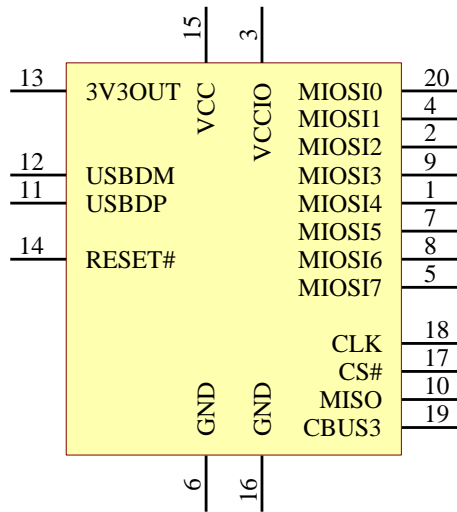 15
3
13
3V3OUT
VCC
VCCIO
MIOSI0
20
MIOSI1
4
MIOSI2
2
12
USBDM
MIOSI3
9
11
USBDP
MIOSI4
1
MIOSI5
7
14
RESET#
MIOSI6
8
MIOSI7
5
CLK
18
CS#
17
GND
GND
MISO
10
CBUS3
19
6
16